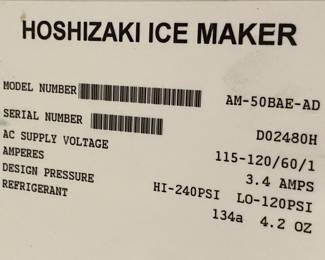 HOSHIZAKI ICE MAKER
MODEL NUMBER AM-50BAE-AD
SERIAL NUMBER D02480H
AC SUPPLY VOLTAGE 115-120/60/1
AMPERES 3.4 AMPS
DESIGN PRESSURE HI-240PSI LO-120PSI
REFRIGERANT 134a 4.2 OZ